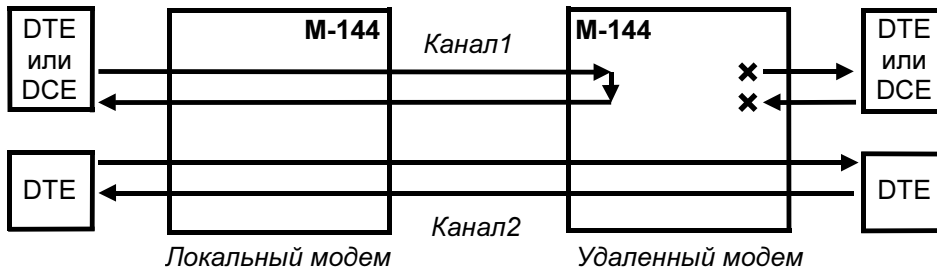 DTE
или
DCE
М-144
Канал1
М-144
DTE
или
DCE
DTE
DTE
Канал2
Локальный модем
Удаленный модем